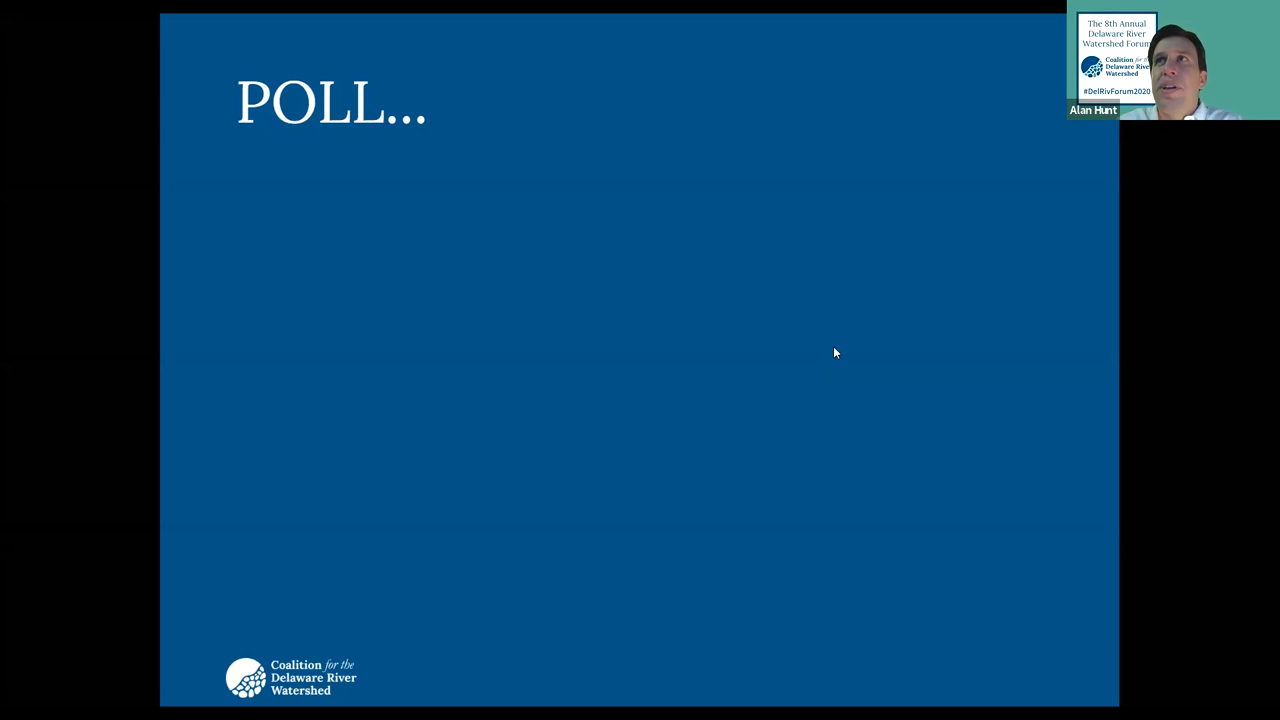 POLL...
The 8th Annual
Delaware River
Watershed Forum
Coalition for the
Delaware River
Watershed
#DelRivForum2020
Alan Hunt
Coalition for the
Delaware River
Watershed